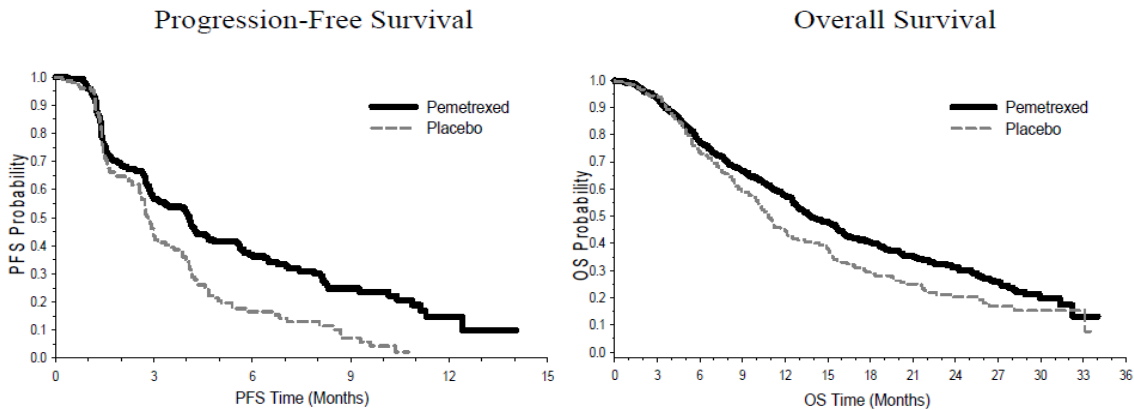 Progression-Free Survival
1.0
0.9
0.8
0.7
0.6
0.5
0.4
0.3
0.2
0.1
0.0
PFS Probability
Pemetrexed
Placebo
0 3 6 9 12 15
PFS Time (Months)
Overall Survival
1.0
0.9
0.8
0.7
0.6
0.5
0.4
0.3
0.2
0.1
0.0
OS Probability
Pemetrexed
Placebo
0 3 6 9 12 15 18 21 24 27 30 33 36
OS Time (Months)